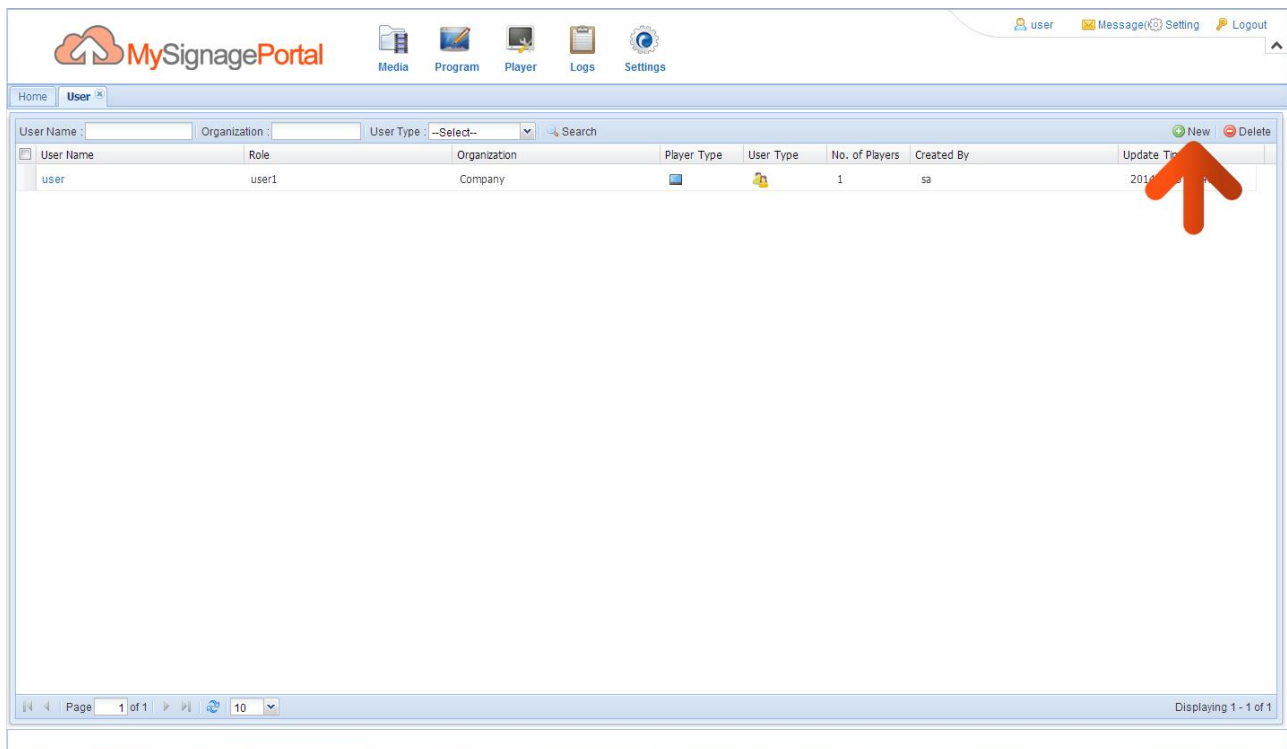 user Message( Setting Logout
MySignagePortal
Media Program Player Logs Settings
Home User
User Name : Organization : User Type : --Select-- Search New Delete
User Name Role Organization Player Type User Type No. of Players Created By Update
user user1 Company 1 sa
Page 1 of 1 10 Displaying 1 - 1 of 1